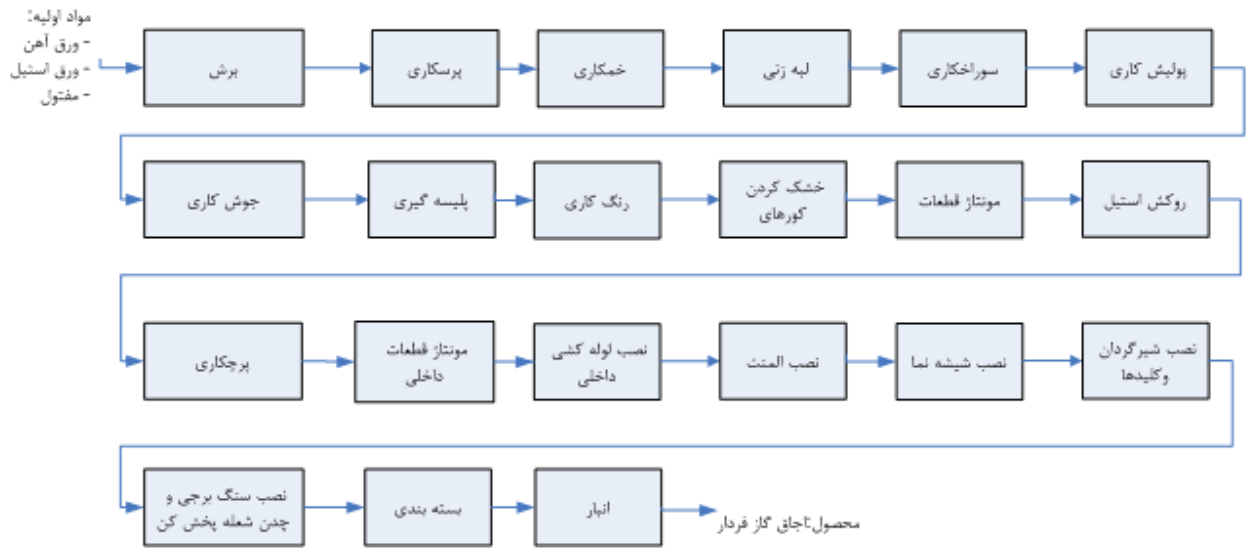 مواد اولیه:
- ورق آهن
- ورق استیل
- مفتول
برش
پرسکاری
خمکاری
لبه زنی
سوراخکاری
پولیش کاری
جوش کاری
پلیسه گیری
رنگ کاری
خشک کردن
کورهای
مونتاژ قطعات
روکش استیل
پرچکاری
مونتاژ قطعات
داخلی
نصب لوله کشی
داخلی
نصب المنت
نصب شیشه نما
نصب شیرگردان
وکلیدها
نصب سنگ برجی و
چدن شعله پخش کن
بسته بندی
انبار
محصول:اجاق گاز فردار